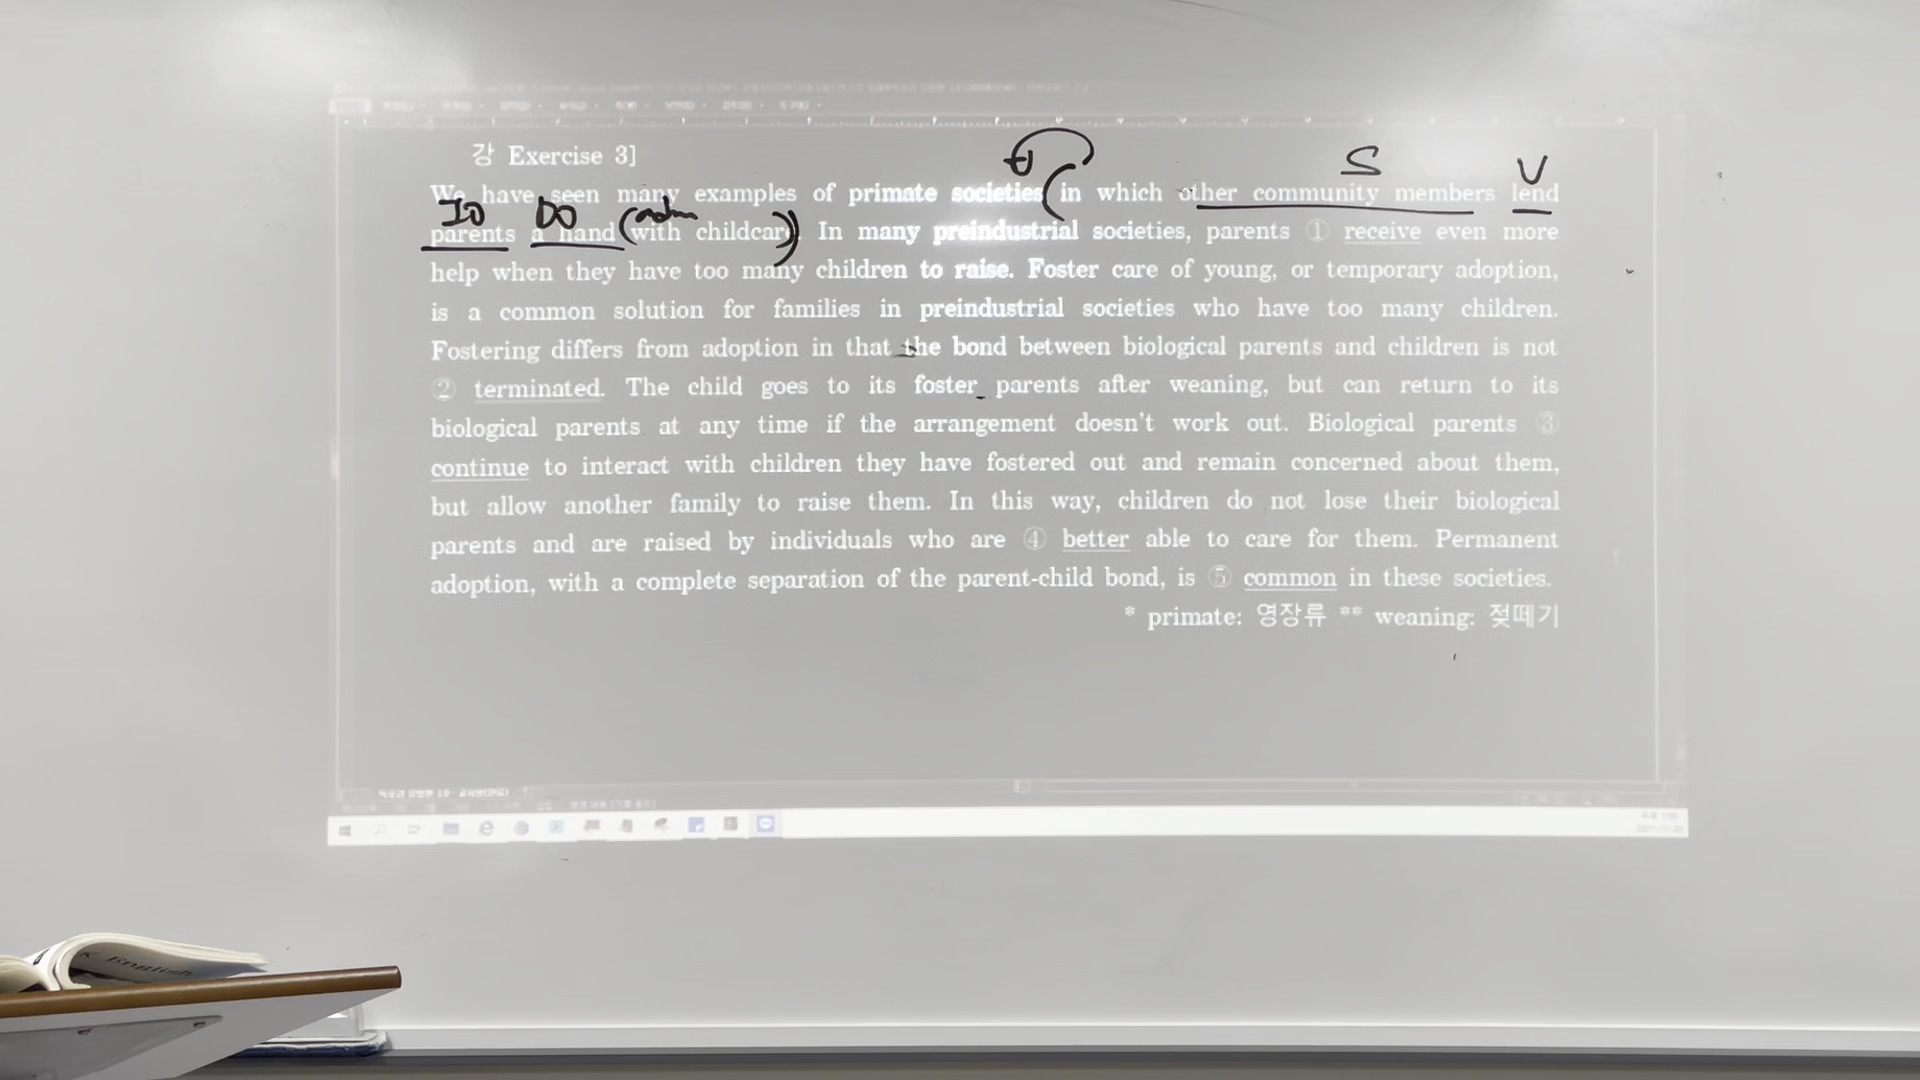 강 Exercise 3]
S V
We have seen many examples of primate societies in which other community members lend
IO DO
parents a hand with childcare. In many preindustrial societies, parents ① receive even more
help when they have too many children to raise. Foster care of young, or temporary adoption,
is a common solution for families in preindustrial societies who have too many children.
Fostering differs from adoption in that the bond between biological parents and children is not
② terminated. The child goes to its foster parents after weaning, but can return to its
biological parents at any time if the arrangement doesn't work out. Biological parents ③
continue to interact with children they have fostered out and remain concerned about them,
but allow another family to raise them. In this way, children do not lose their biological
parents and are raised by individuals who are ④ better able to care for them. Permanent
adoption, with a complete separation of the parent-child bond, is ⑤ common in these societies.
* primate: 영장류 ** weaning: 젖떼기
English